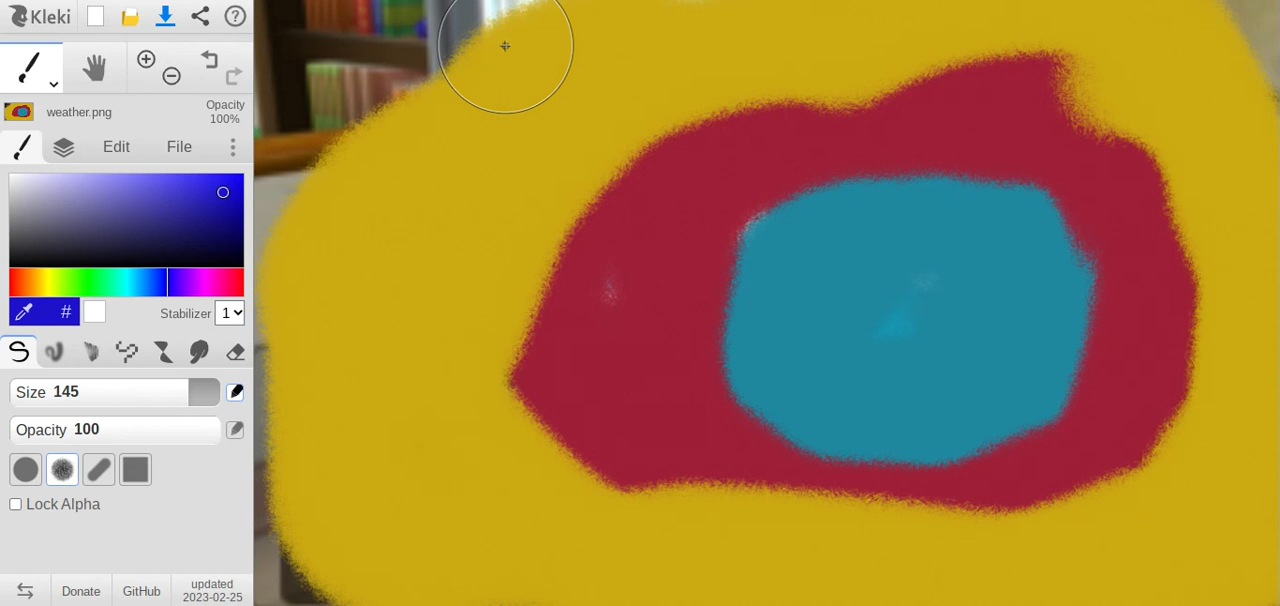 Kleki
weather.png
Opacity
100%
Edit
File
#
Stabilizer 1
Size 145
Opacity 100
Lock Alpha
Donate
GitHub
updated
2023-02-25